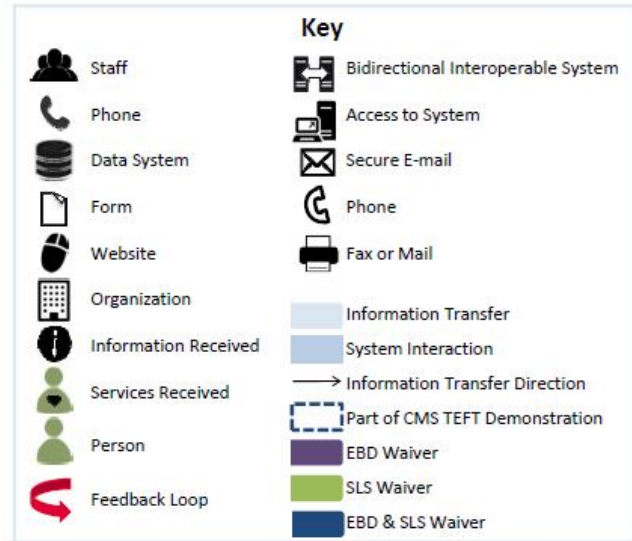 Key
Staff
Phone
Data System
Form
Website
Organization
Information Received
Services Received
Person
Feedback Loop
Bidirectional Interoperable System
Access to System
Secure E-mail
Phone
Fax or Mail
Information Transfer
System Interaction
Information Transfer Direction
Part of CMS TEFT Demonstration
EBD Waiver
SLS Waiver
EBD & SLS Waiver